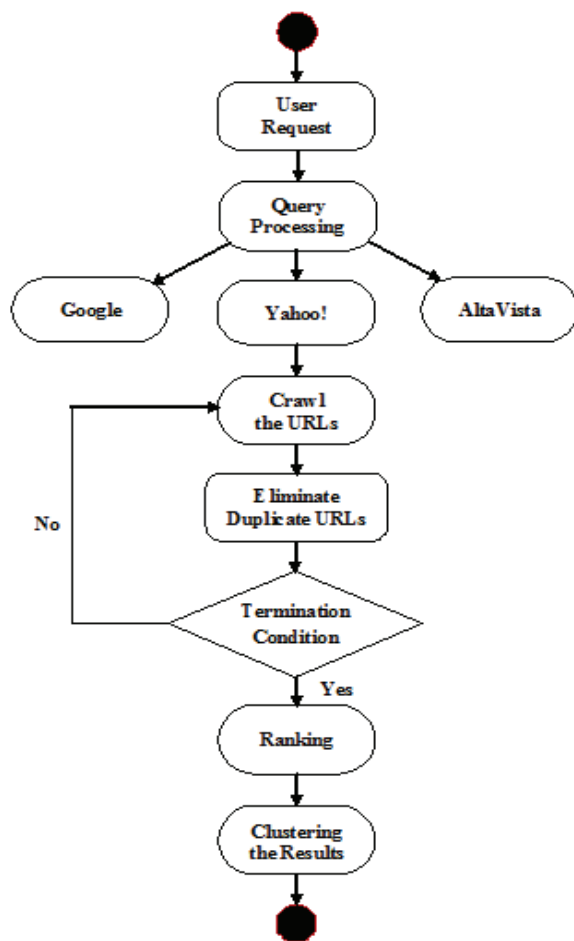 User
Request
Query
Processing
Google
Yahoo!
AltaVista
Crawl
the URLs
Eliminate
Duplicate URLs
No
Termination
Condition
Yes
Ranking
Clustering
the Results